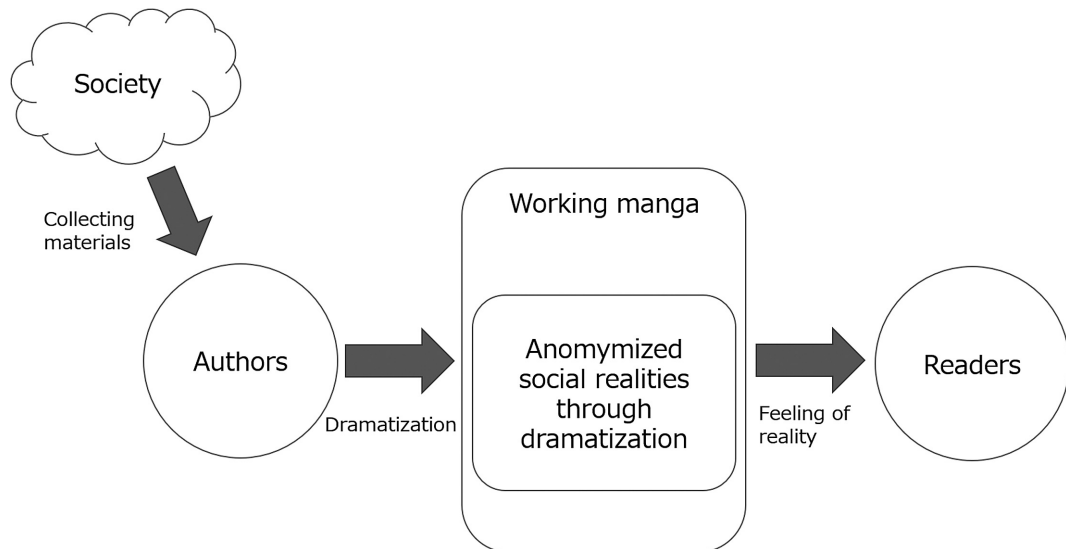 Society
Collecting
materials
Authors
Dramatization
Working manga
Anomymized
social realities
through
dramatization
Feeling of
reality
Readers